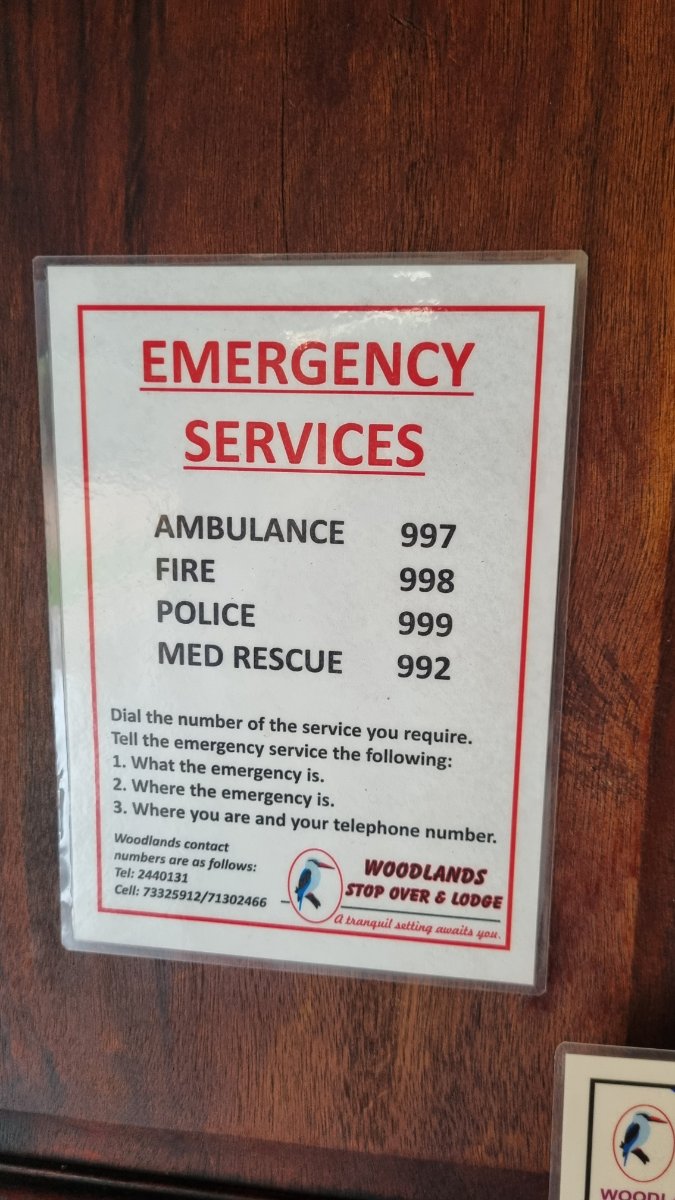 EMERGENCY
SERVICES
AMBULANCE 997
FIRE 998
POLICE 999
MED RESCUE 992
Dial the number of the service you require.
Tell the emergency service the following:
1. What the emergency is.
2. Where the emergency is.
3. Where you are and your telephone number.
Woodlands contact
numbers are as follows:
Tel: 2440131
Cell: 73325912/71302466
WOODLANDS
STOP OVER & LODGE
A tranquil setting awaits you.